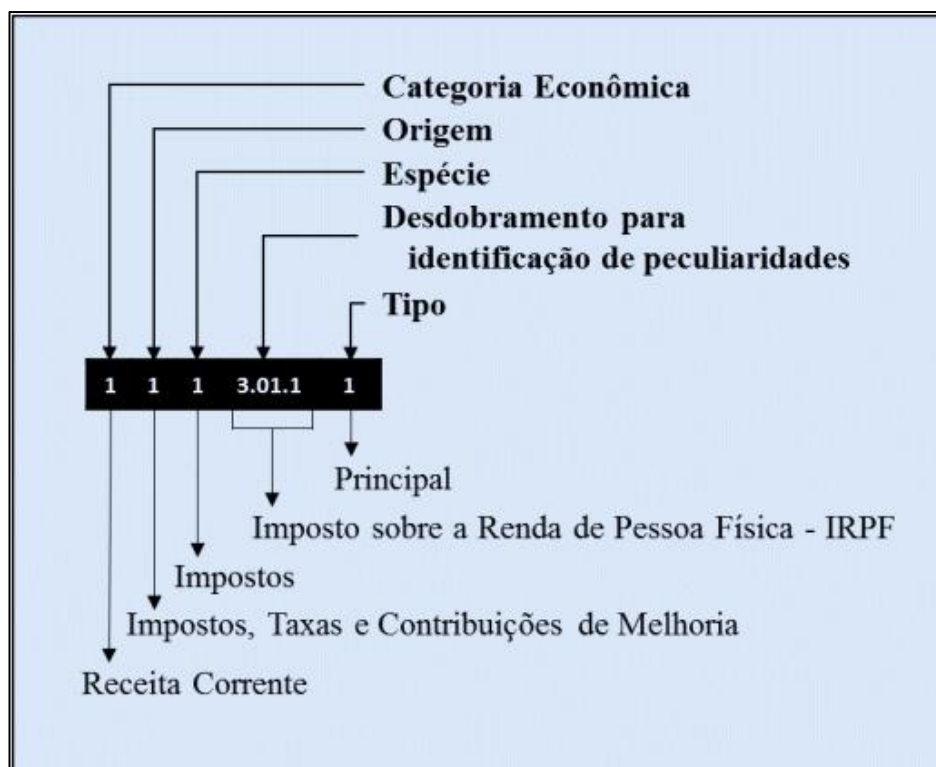 Categoria Econômica
Origem
Espécie
Desdobramento para
identificação de peculiaridades
Tipo
1 1 1 3.01.1 1
Principal
Imposto sobre a Renda de Pessoa Física - IRPF
Impostos
Impostos, Taxas e Contribuições de Melhoria
Receita Corrente